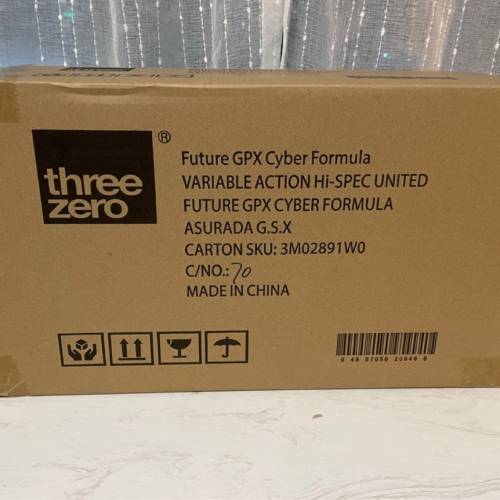 three
zero
®
Future GPX Cyber Formula
VARIABLE ACTION Hi-SPEC UNITED
FUTURE GPX CYBER FORMULA
ASURADA G.S.X
CARTON SKU: 3M02891W0
C/NO.: 70
MADE IN CHINA